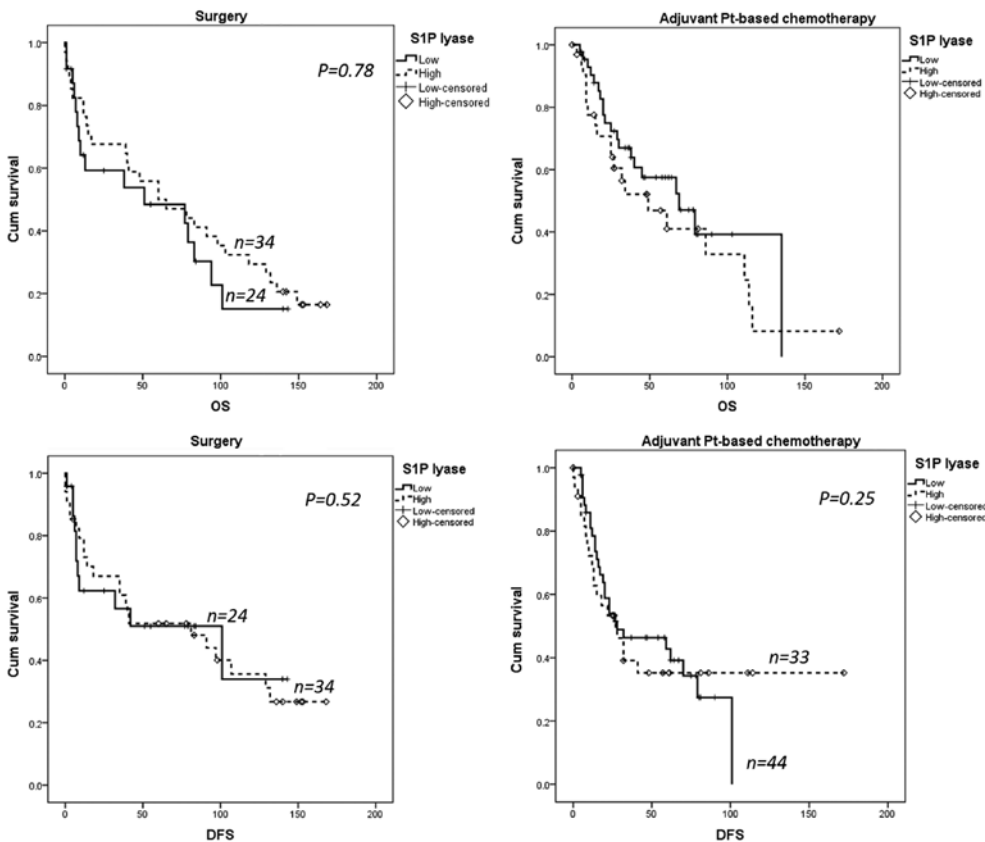 Surgery
S1P lyase
Low
High
Low-censored
High-censored
P=0.78
n=34
n=24
Cum survival
1.0
0.8
0.6
0.4
0.2
0.0
0
50
100
150
200
OS
Adjuvant Pt-based chemotherapy
S1P lyase
Low
High
Low-censored
High-censored
Cum survival
1.0
0.8
0.6
0.4
0.2
0.0
0
50
100
150
200
OS
Surgery
S1P lyase
Low
High
Low-censored
High-censored
P=0.52
n=24
n=34
Cum survival
1.0
0.8
0.6
0.4
0.2
0.0
0
50
100
150
200
DFS
Adjuvant Pt-based chemotherapy
S1P lyase
Low
High
Low-censored
High-censored
P=0.25
n=33
n=44
Cum survival
1.0
0.8
0.6
0.4
0.2
0.0
0
50
100
150
200
DFS